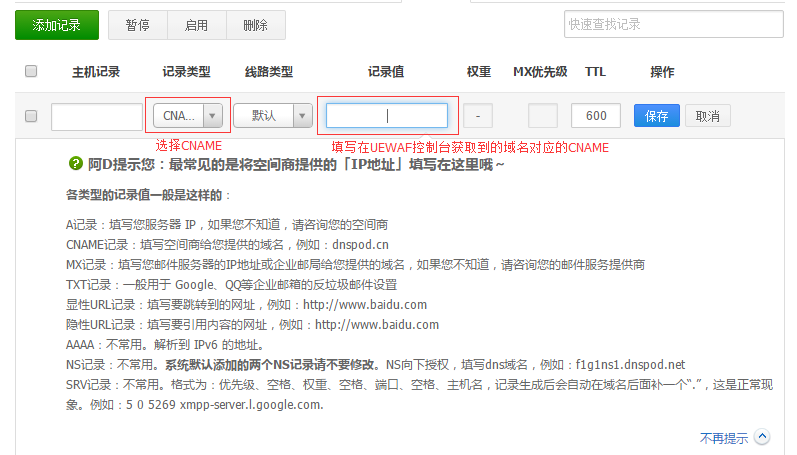 添加记录 暂停 启用 删除 快速查找记录
主机记录 记录类型 线路类型 记录值 权重 MX优先级 TTL 操作
CNA... 默认 - 600 保存 取消
选择CNAME 填写在UEWAF控制台获取到的域名对应的CNAME
阿D提示您：最常见的是将空间商提供的「IP地址」填写在这里哦～
各类型的记录值一般是这样的：
A记录：填写您服务器 IP，如果您不知道，请咨询您的空间商
CNAME记录：填写空间商给您提供的域名，例如：dnspod.cn
MX记录：填写您邮件服务器的IP地址或企业邮局给您提供的域名，如果您不知道，请咨询您的邮件服务提供商
TXT记录：一般用于 Google、QQ等企业邮箱的反垃圾邮件设置
显性URL记录：填写要跳转到的网址，例如：http://www.baidu.com
隐性URL记录：填写要引用内容的网址，例如：http://www.baidu.com
AAAA：不常用。解析到 IPv6 的地址。
NS记录：不常用。系统默认添加的两个NS记录请不要修改。NS向下授权，填写dns域名，例如：f1g1ns1.dnspod.net
SRV记录：不常用。格式为：优先级、空格、权重、空格、端口、空格、主机名，记录生成后会自动在域名后面补一个“.”，这是正常现
象。例如：5 0 5269 xmpp-server.l.google.com.
不再提示